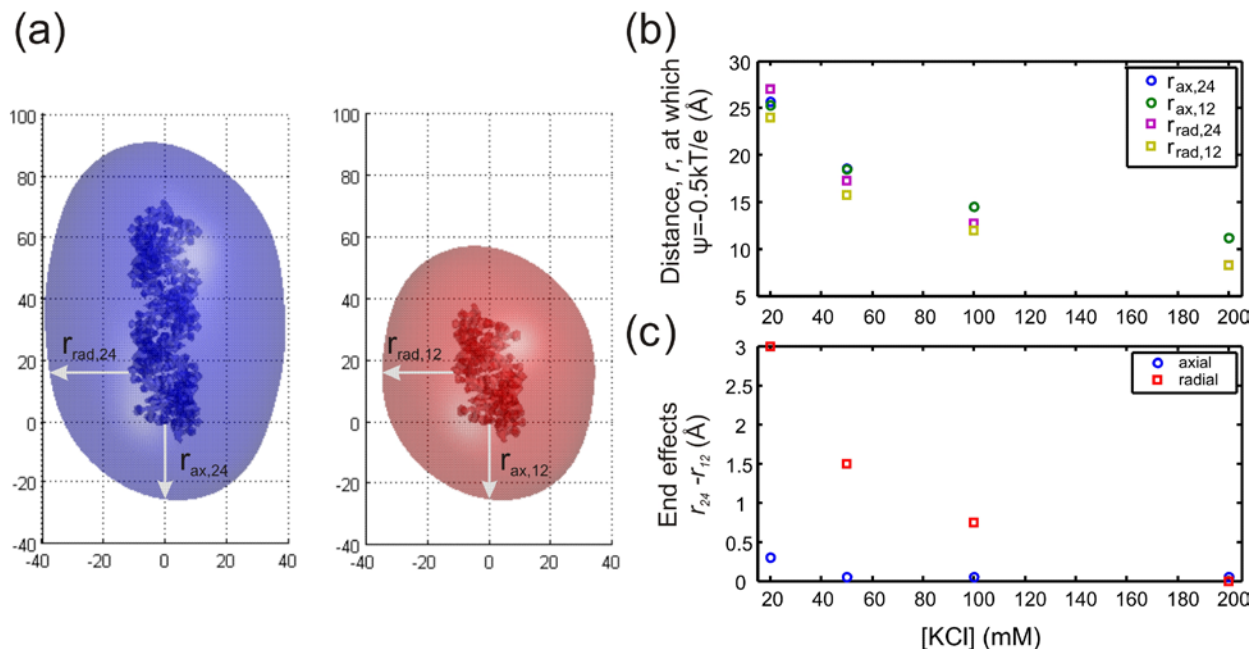 (a)
100
80
60
40
20
0
-20
-40
-40 -20 0 20 40
r_rad,24
r_ax,24
100
80
60
40
20
0
-20
-40
-40 -20 0 20 40
r_rad,12
r_ax,12
(b)
Distance, r, at which
ψ=-0.5kT/e (Å)
30
25
20
15
10
5
20 40 60 80 100 120 140 160 180 200
r_ax,24
r_ax,12
r_rad,24
r_rad,12
(c)
End effects
r_24 -r_12 (Å)
3
2.5
2
1.5
1
0.5
0
20 40 60 80 100 120 140 160 180 200
axial
radial
[KCl] (mM)